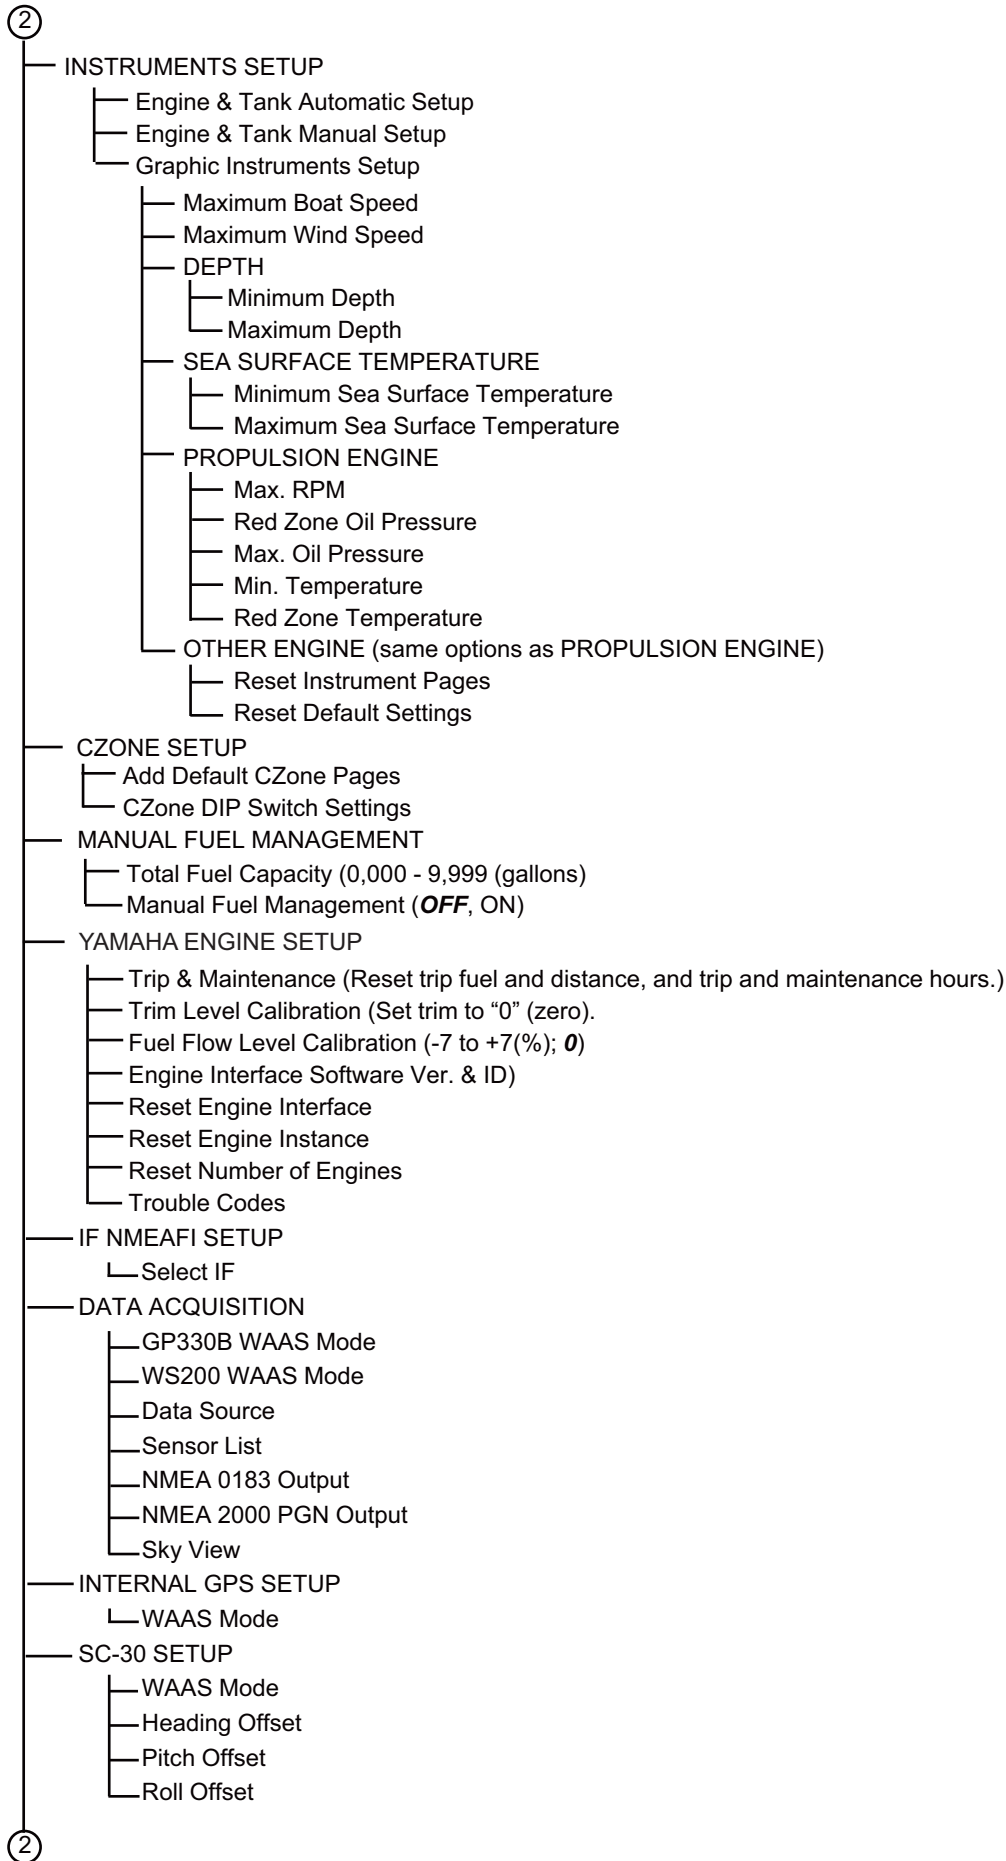 2
INSTRUMENTS SETUP
Engine & Tank Automatic Setup
Engine & Tank Manual Setup
Graphic Instruments Setup
Maximum Boat Speed
Maximum Wind Speed
DEPTH
Minimum Depth
Maximum Depth
SEA SURFACE TEMPERATURE
Minimum Sea Surface Temperature
Maximum Sea Surface Temperature
PROPULSION ENGINE
Max. RPM
Red Zone Oil Pressure
Max. Oil Pressure
Min. Temperature
Red Zone Temperature
OTHER ENGINE (same options as PROPULSION ENGINE)
Reset Instrument Pages
Reset Default Settings
CZONE SETUP
Add Default CZone Pages
CZone DIP Switch Settings
MANUAL FUEL MANAGEMENT
Total Fuel Capacity (0,000 - 9,999 (gallons)
Manual Fuel Management (OFF, ON)
YAMAHA ENGINE SETUP
Trip & Maintenance (Reset trip fuel and distance, and trip and maintenance hours.)
Trim Level Calibration (Set trim to “0” (zero).
Fuel Flow Level Calibration (-7 to +7(%); 0)
Engine Interface Software Ver. & ID)
Reset Engine Interface
Reset Engine Instance
Reset Number of Engines
Trouble Codes
IF NMEAFI SETUP
Select IF
DATA ACQUISITION
GP330B WAAS Mode
WS200 WAAS Mode
Data Source
Sensor List
NMEA 0183 Output
NMEA 2000 PGN Output
Sky View
INTERNAL GPS SETUP
WAAS Mode
SC-30 SETUP
WAAS Mode
Heading Offset
Pitch Offset
Roll Offset
2